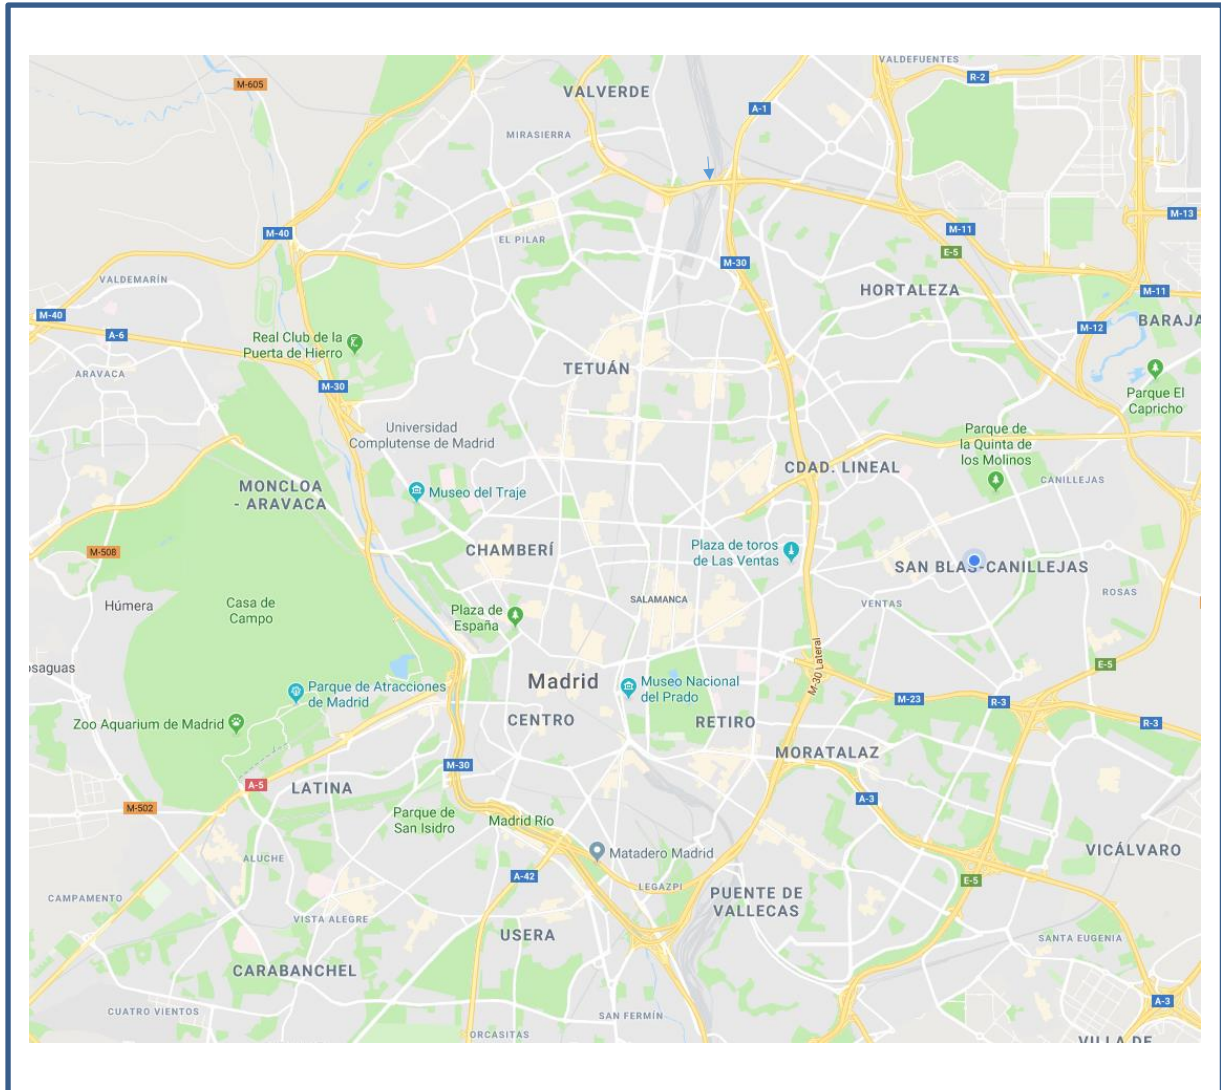 VALDEFUENTES
R-2
M-605
VALVERDE
A-1
MIRASIERRA
M-13
M-40
M-11
EL PILAR
E-5
M-30
VALDEMARÍN
HORTALEZA
M-11
M-40
BARAJA
M-12
A-6
Real Club de la
Puerta de Hierro
TETUÁN
ARAVACA
M-30
Parque El
Capricho
Universidad
Complutense de Madrid
Parque de
la Quinta de
los Molinos
CDAD. LINEAL
CANILLEJAS
MONCLOA
- ARAVACA
Museo del Traje
M-508
CHAMBERÍ
Plaza de toros
de Las Ventas
SAN BLAS-CANILLEJAS
ROSAS
Húmera
Casa de
Campo
Plaza de
España
SALAMANCA
VENTAS
osaguas
M-30 Lateral
E-5
Parque de Atracciones
de Madrid
Madrid
Museo Nacional
del Prado
M-23
R-3
R-3
Zoo Aquarium de Madrid
CENTRO
RETIRO
MORATALAZ
M-30
A-5
LATINA
A-3
M-502
Parque de
San Isidro
Madrid Río
Matadero Madrid
VICÁLVARO
ALUCHE
A-42
LEGAZPI
E-5
CAMPAMENTO
PUENTE DE
VALLECAS
VISTA ALEGRE
USERA
SANTA EUGENIA
CARABANCHEL
A-3
CUATRO VIENTOS
SAN FERMÍN
ORCASITAS
VILLA DE